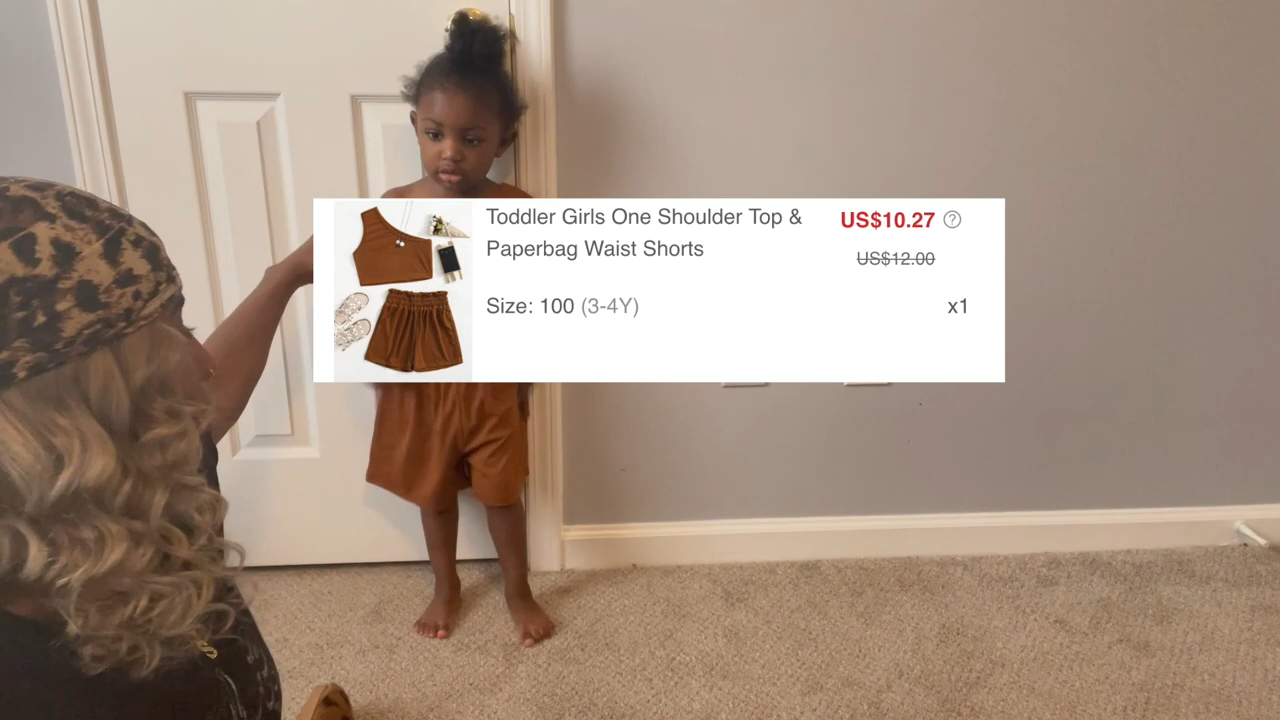 Toddler Girls One Shoulder Top & US$10.27 ?
Paperbag Waist Shorts US$12.00
Size: 100 (3-4Y) x1